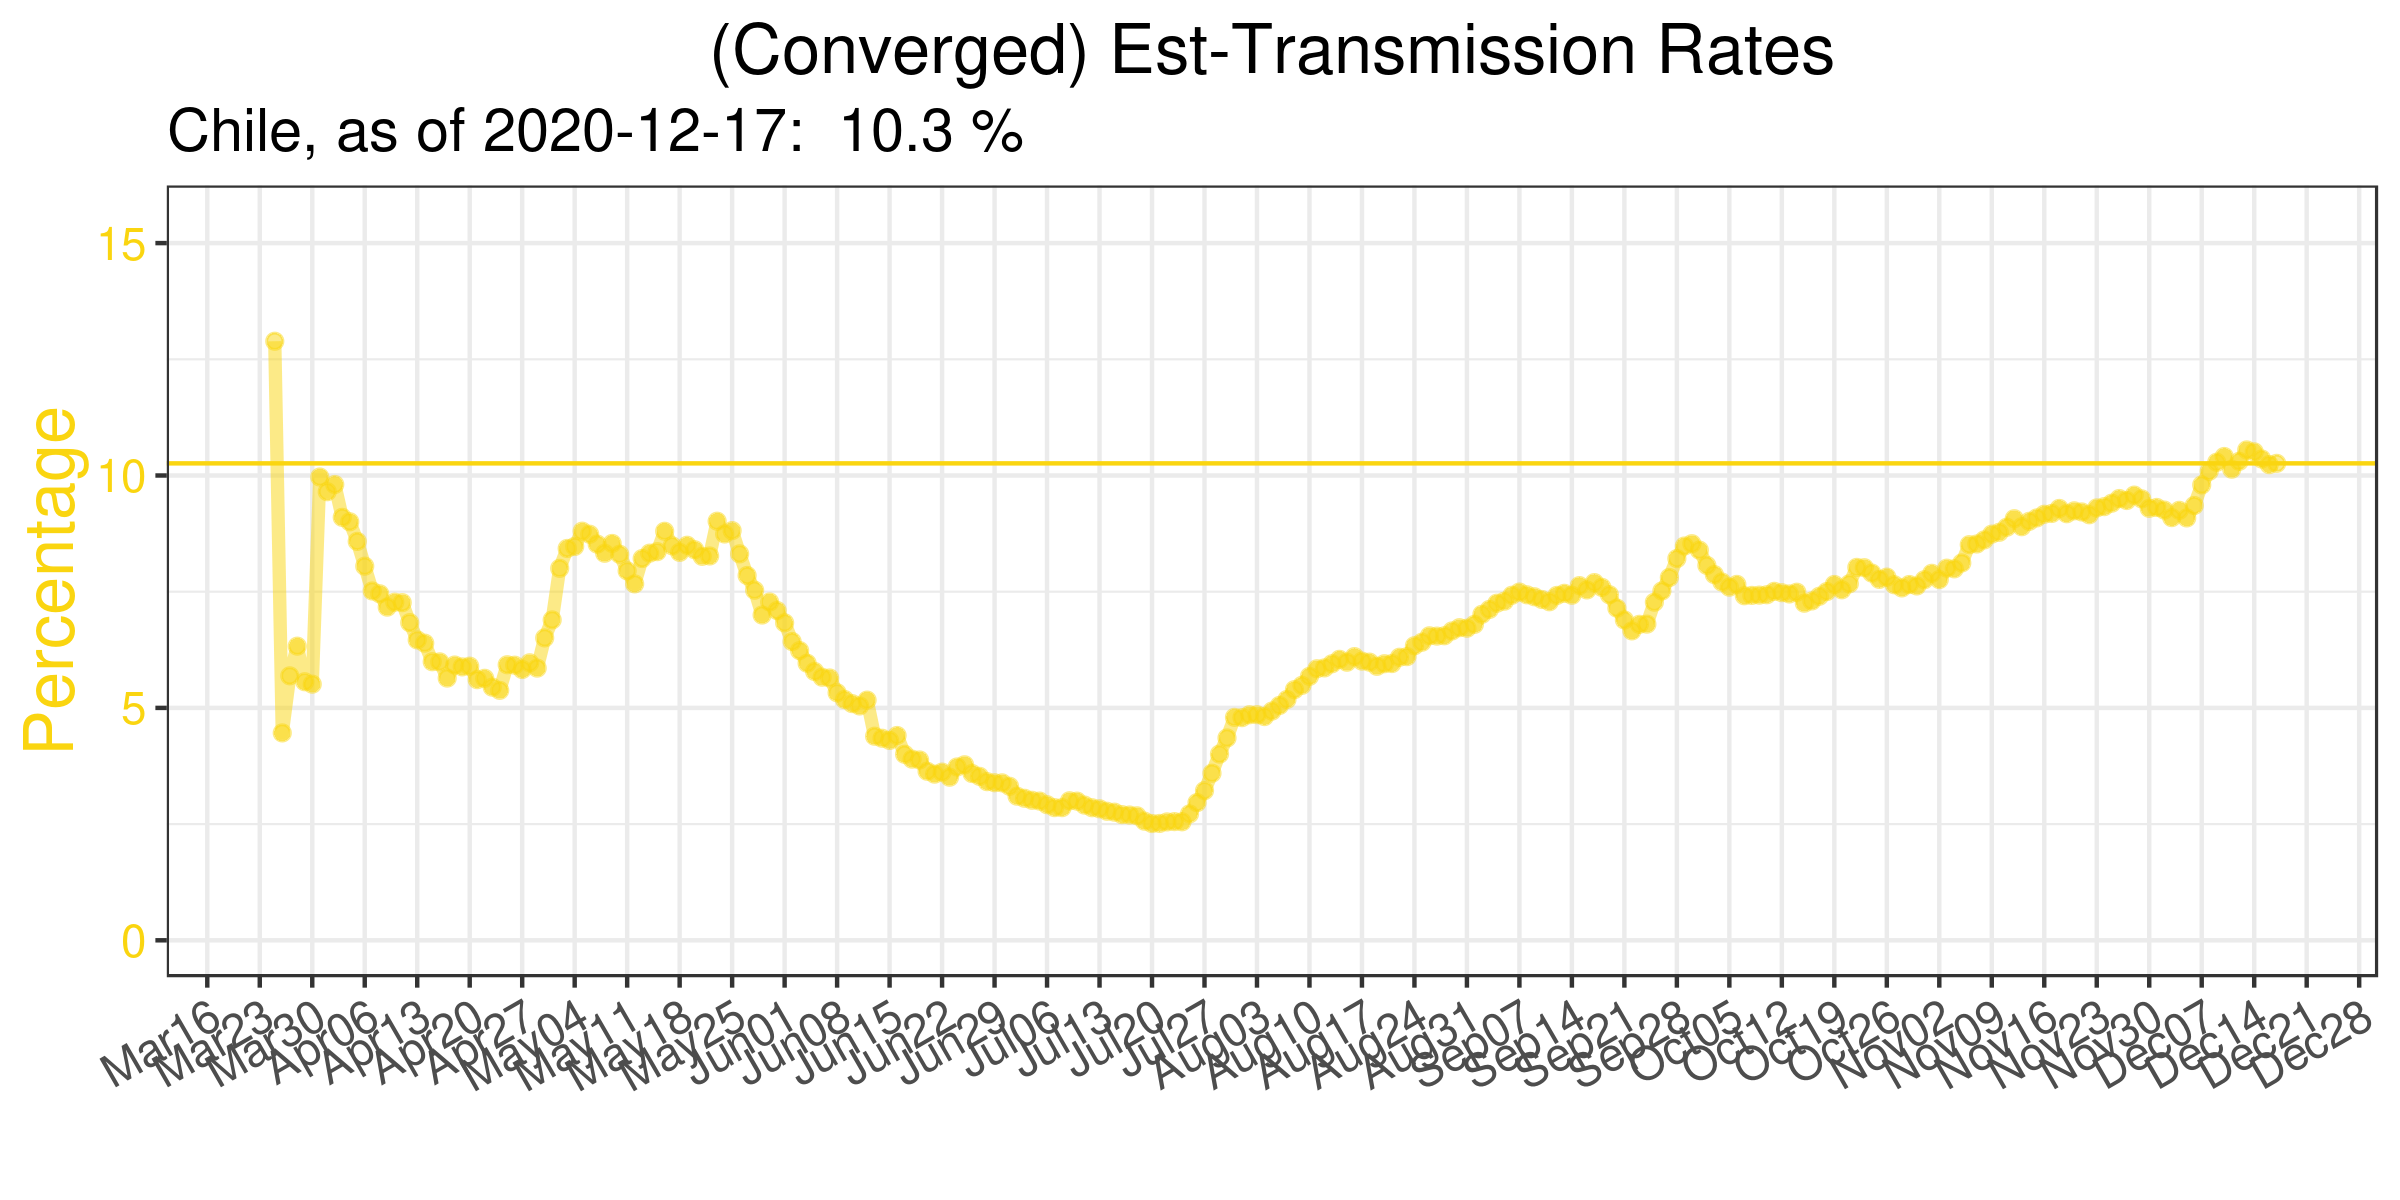 (Converged) Est-Transmission Rates
Chile, as of 2020-12-17:  10.3 %
Percentage
15
10
5
0
Mar16
Mar23
Mar30
Apr06
Apr13
Apr20
Apr27
May04
May11
May18
May25
Jun01
Jun08
Jun15
Jun22
Jun29
Jul06
Jul13
Jul20
Jul27
Aug03
Aug10
Aug17
Aug24
Aug31
Sep07
Sep14
Sep21
Sep28
Oct05
Oct12
Oct19
Oct26
Nov02
Nov09
Nov16
Nov23
Nov30
Dec07
Dec14
Dec21
Dec28